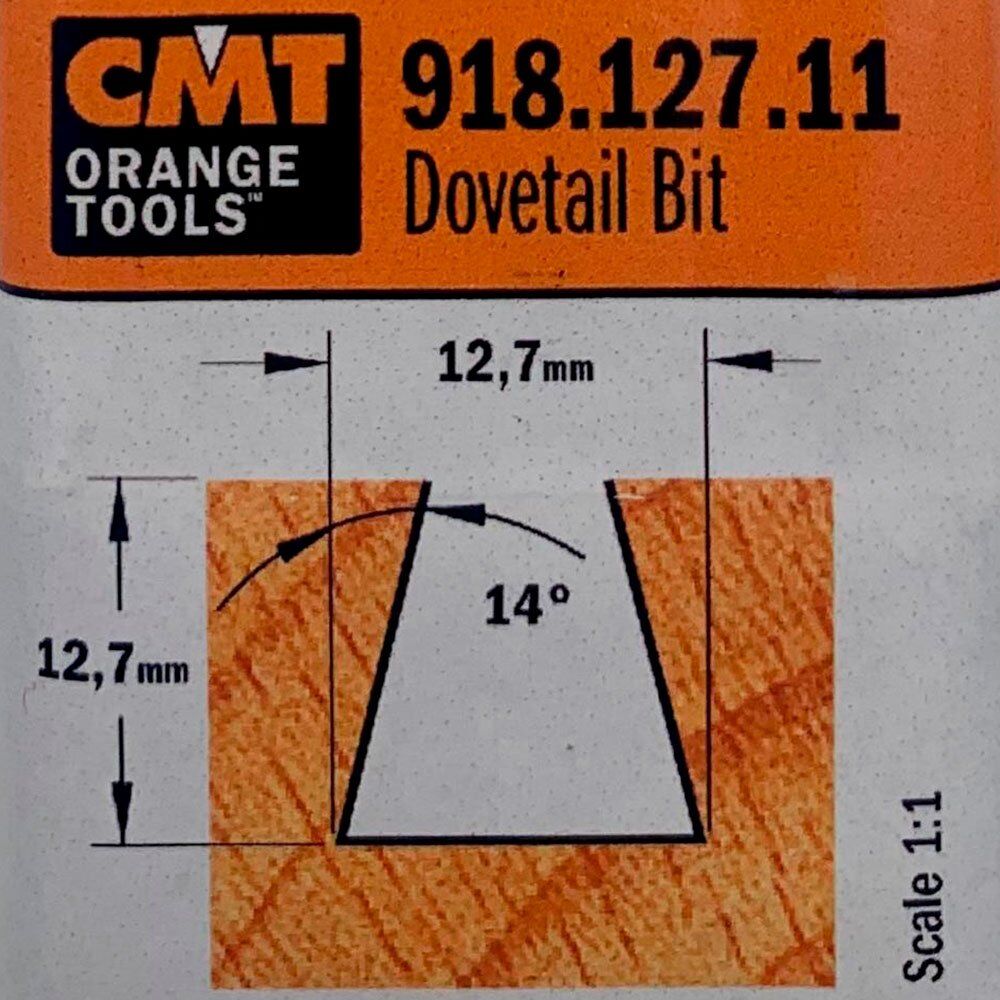 CMT
ORANGE
TOOLS™
918.127.11
Dovetail Bit
12,7mm
14°
12,7mm
Scale 1:1